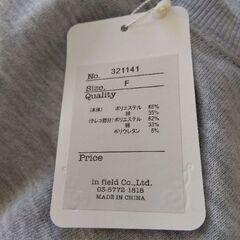 No. 321141
Size. F
Quality
(本体) ポリエステル 65%
綿 35%
(テレコ部分) ポリエステル 62%
綿 33%
ポリウレタン 5%
Price
in field Co.,Ltd.
03-5772-1818
MADE IN CHINA